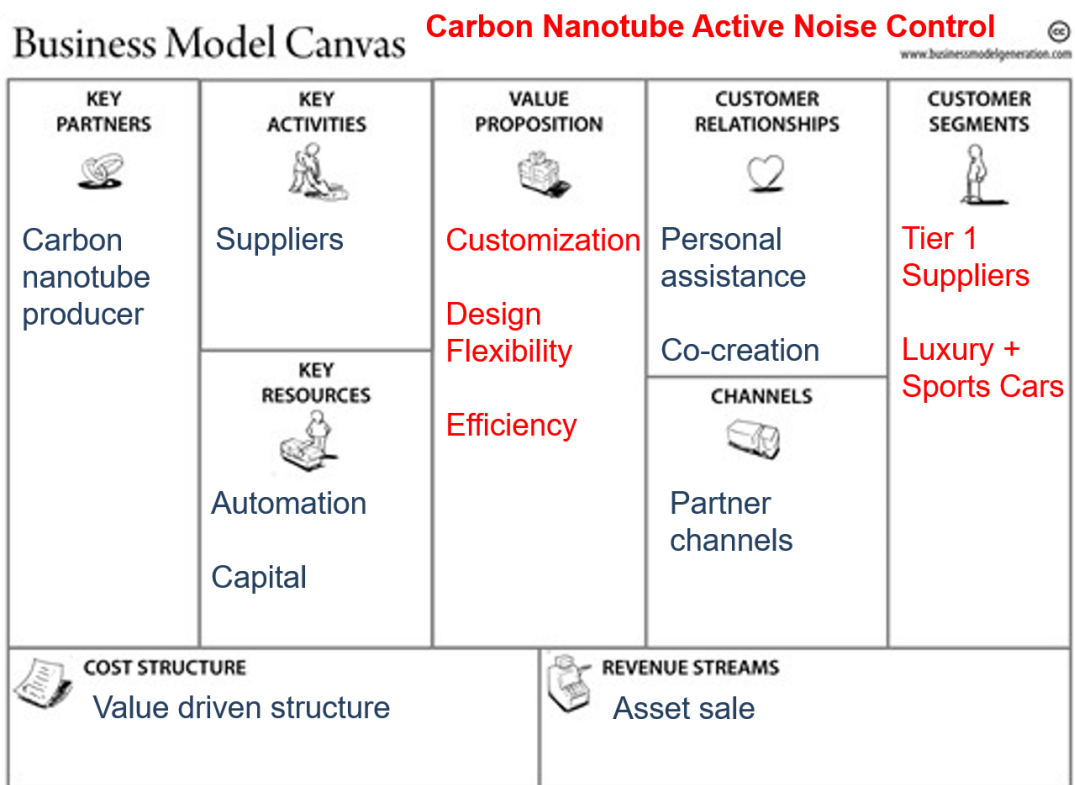 Business Model Canvas
Carbon Nanotube Active Noise Control
cc
www.businessmodelgeneration.com
KEY
PARTNERS
Carbon
nanotube
producer
KEY
ACTIVITIES
Suppliers
KEY
RESOURCES
Automation
Capital
VALUE
PROPOSITION
Customization
Design
Flexibility
Efficiency
CUSTOMER
RELATIONSHIPS
Personal
assistance
Co-creation
CHANNELS
Partner
channels
CUSTOMER
SEGMENTS
Tier 1
Suppliers
Luxury +
Sports Cars
COST STRUCTURE
Value driven structure
REVENUE STREAMS
Asset sale